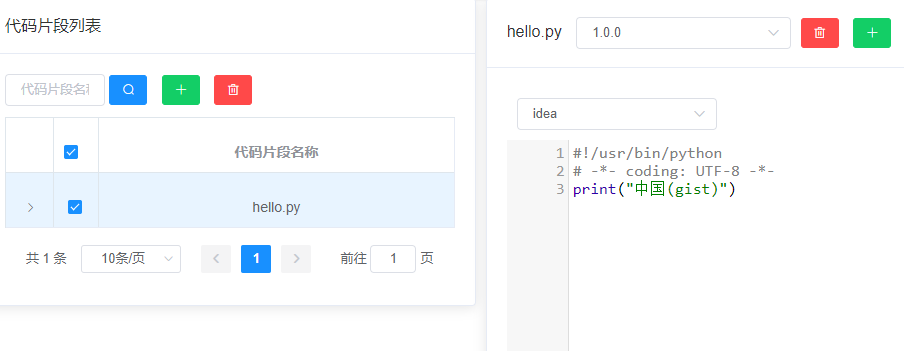 代码片段列表
代码片段名称
代码片段名称
hello.py
共 1 条
10条/页
1
前往 1 页
hello.py
1.0.0
idea
1 #!/usr/bin/python
2 # -*- coding: UTF-8 -*-
3 print("中国(gist)")